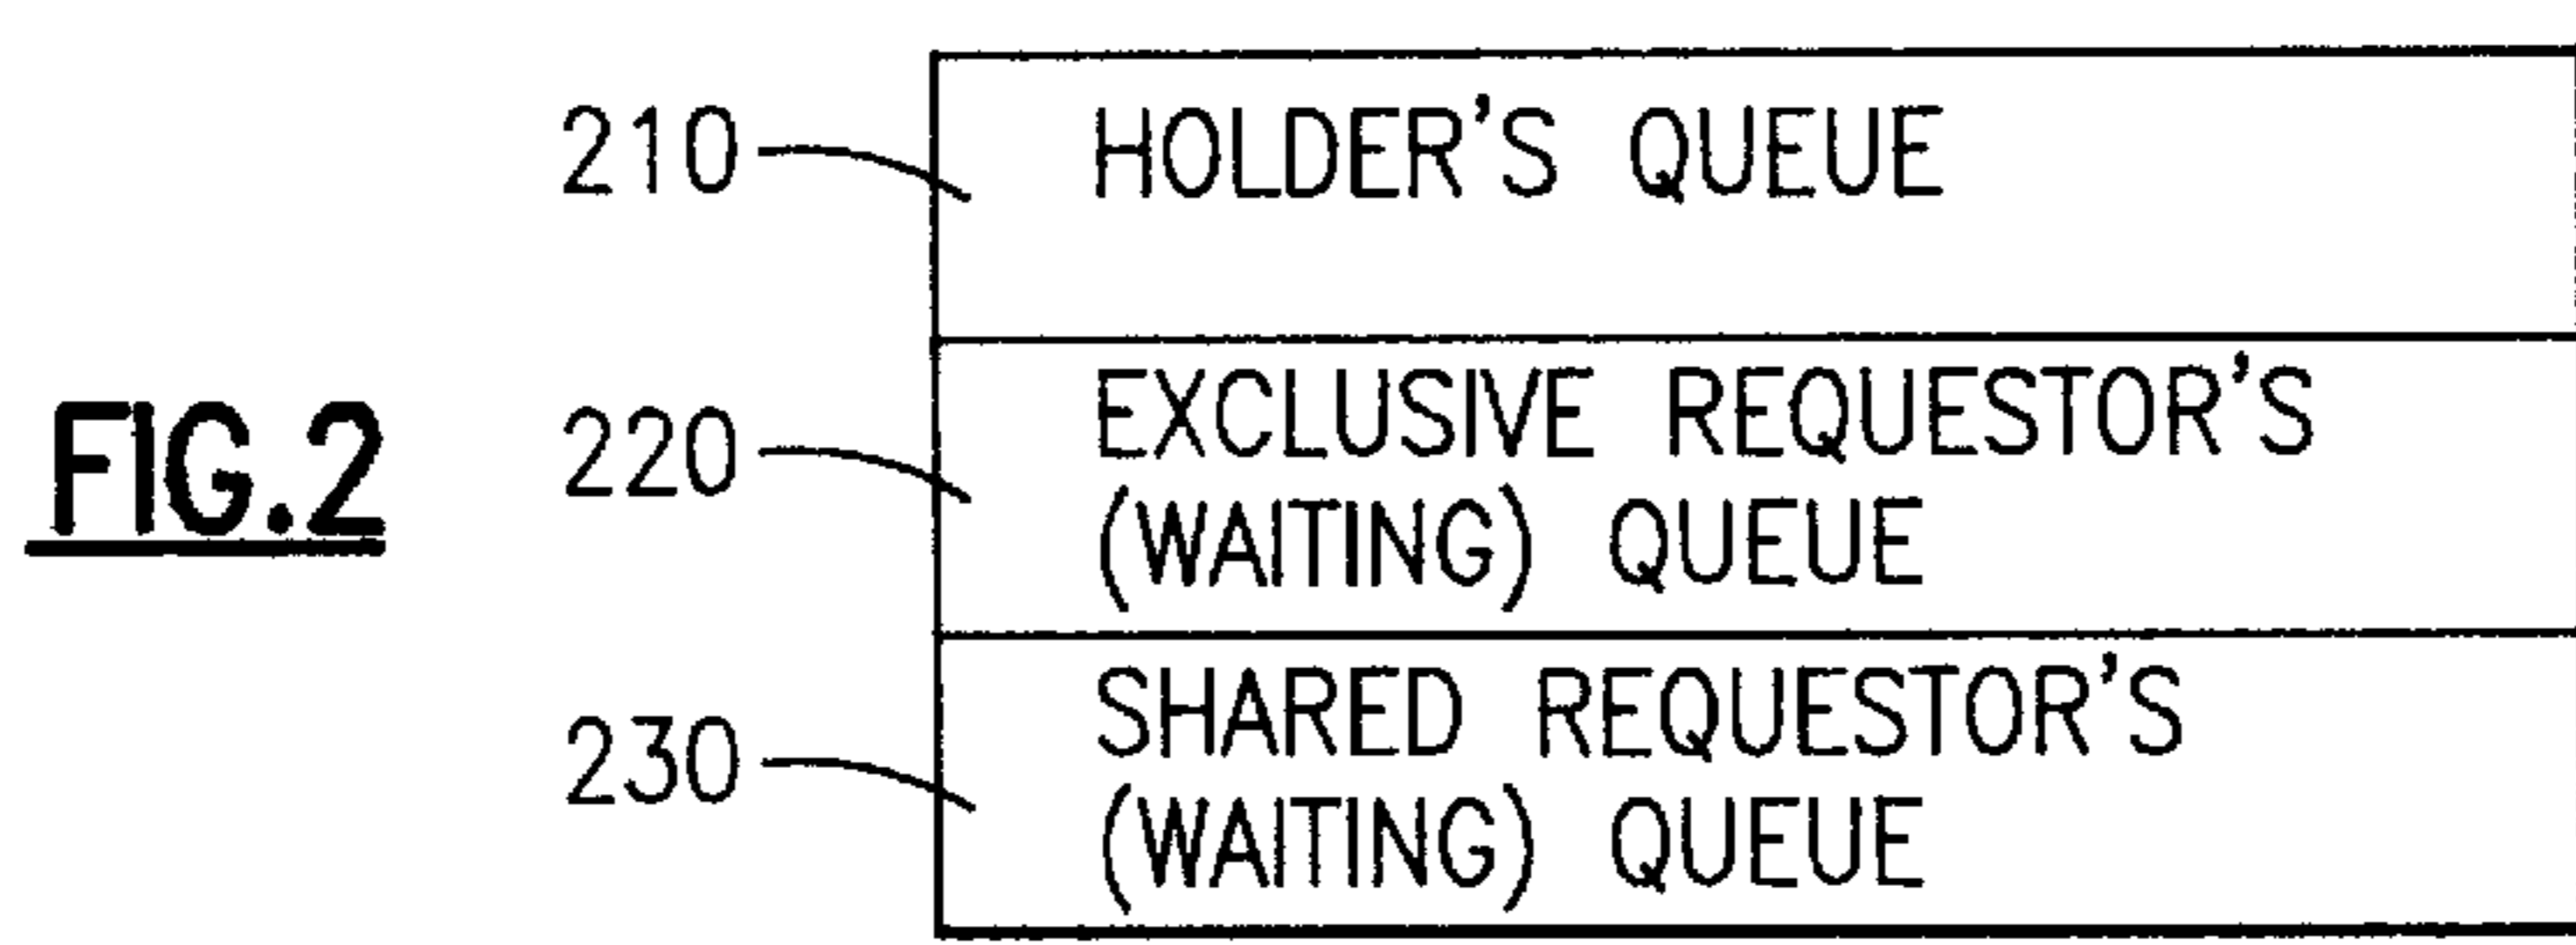 210
HOLDER'S QUEUE
FIG.2
220
EXCLUSIVE REQUESTOR'S
(WAITING) QUEUE
230
SHARED REQUESTOR'S
(WAITING) QUEUE